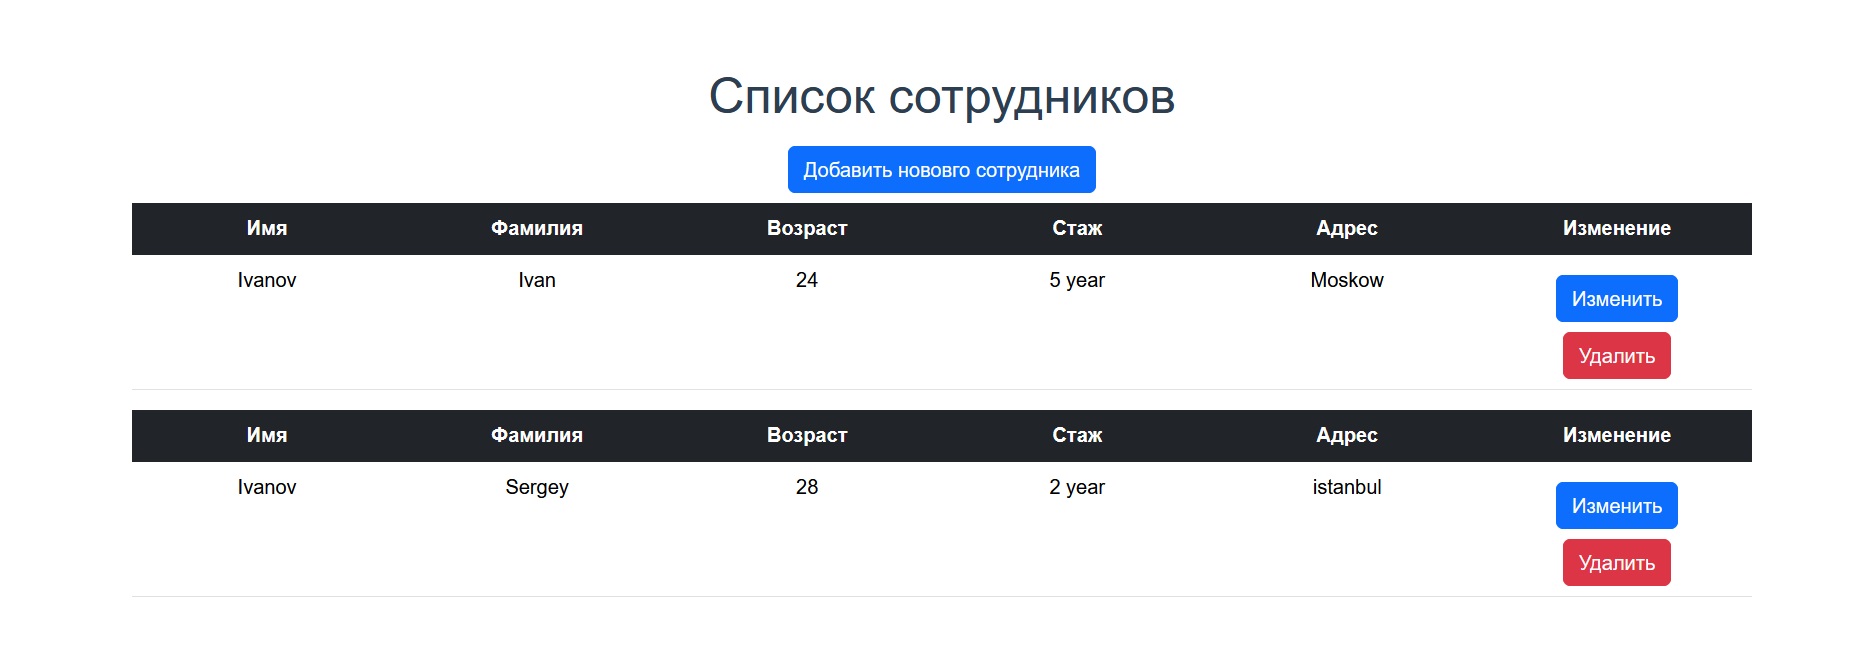 Список сотрудников
Добавить нововго сотрудника
Имя Фамилия Возраст Стаж Адрес Изменение
Ivanov Ivan 24 5 year Moskow Изменить
Удалить
Имя Фамилия Возраст Стаж Адрес Изменение
Ivanov Sergey 28 2 year istanbul Изменить
Удалить